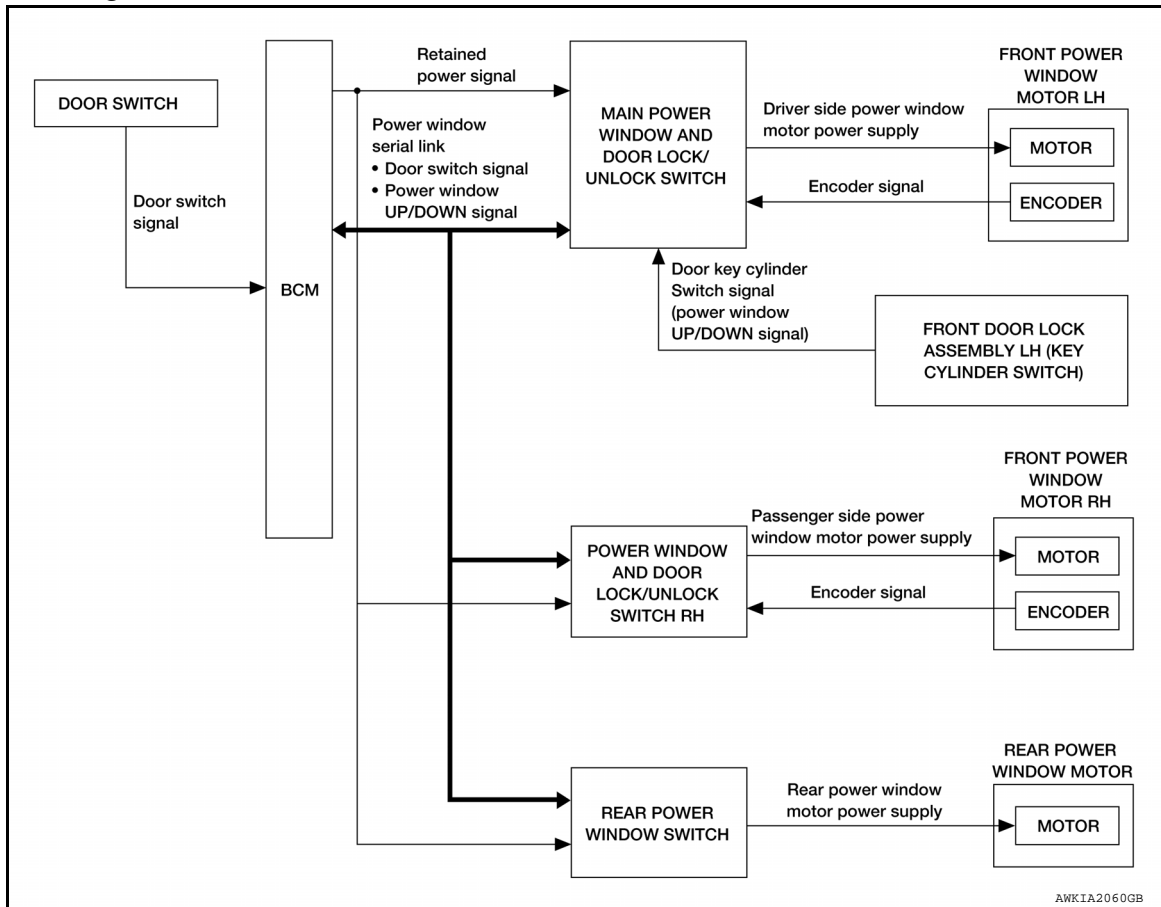 DOOR SWITCH
Door switch
signal
BCM
Retained
power signal
Power window
serial link
• Door switch signal
• Power window
UP/DOWN signal
MAIN POWER
WINDOW AND
DOOR LOCK/
UNLOCK SWITCH
Driver side power window
motor power supply
Encoder signal
FRONT POWER
WINDOW
MOTOR LH
MOTOR
ENCODER
Door key cylinder
Switch signal
(power window
UP/DOWN signal)
FRONT DOOR LOCK
ASSEMBLY LH (KEY
CYLINDER SWITCH)
POWER WINDOW
AND DOOR
LOCK/UNLOCK
SWITCH RH
Passenger side power
window motor power supply
Encoder signal
FRONT POWER
WINDOW
MOTOR RH
MOTOR
ENCODER
REAR POWER
WINDOW SWITCH
Rear power window
motor power supply
REAR POWER
WINDOW MOTOR
MOTOR
AWKIA2060GB